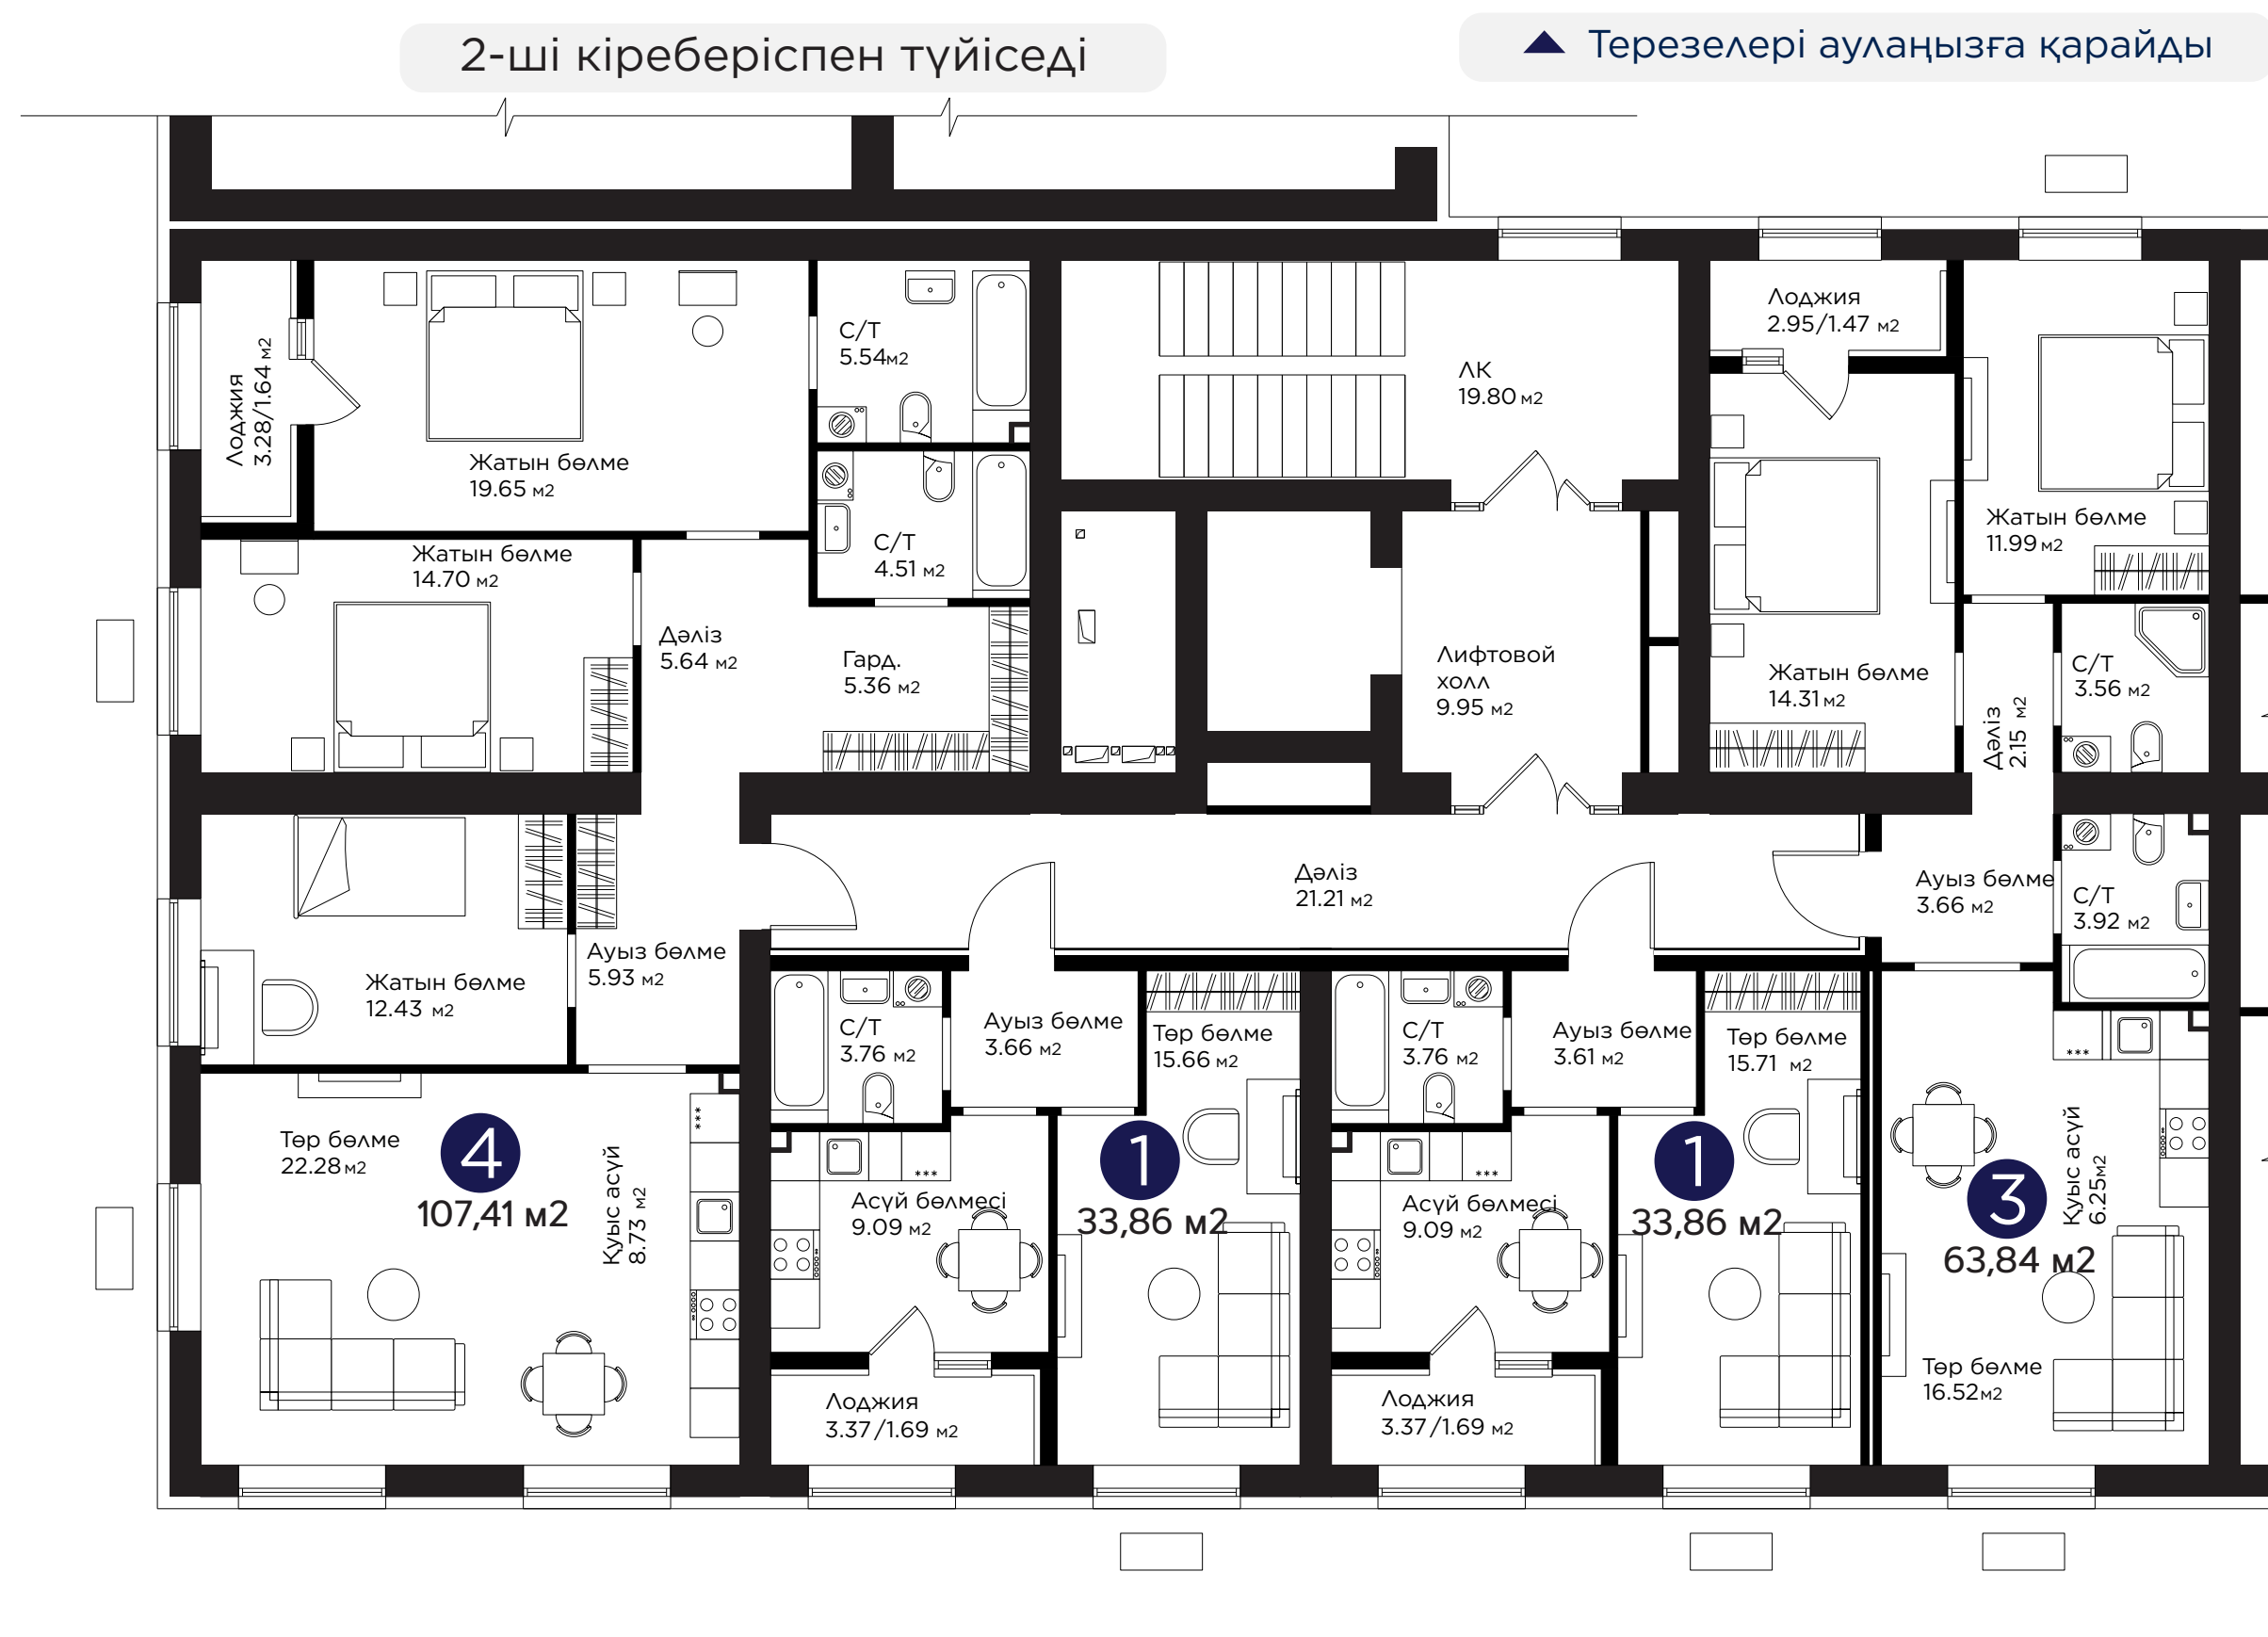 2-ші кіреберіспен түйіседі
Терезелері аулаңызға қарайды
Лоджия
3.28/1.64 м2
Жатын бөлме
19.65 м2
С/Т
5.54м2
ЛК
19.80 м2
Лоджия
2.95/1.47 м2
Жатын бөлме
11.99 м2
Жатын бөлме
14.70 м2
С/Т
4.51 м2
Дәліз
5.64 м2
Гард.
5.36 м2
Лифтовой
холл
9.95 м2
Жатын бөлме
14.31м2
Дәліз
2.15 м2
С/Т
3.56 м2
Жатын бөлме
12.43 м2
Ауыз бөлме
5.93 м2
Дәліз
21.21 м2
Ауыз бөлме
3.66 м2
С/Т
3.92 м2
С/Т
3.76 м2
Ауыз бөлме
3.66 м2
Төр бөлме
15.66 м2
С/Т
3.76 м2
Ауыз бөлме
3.61 м2
Төр бөлме
15.71 м2
Төр бөлме
22.28м2
4
107,41 м2
Қуыс асүй
8.73 м2
Асүй бөлмесі
9.09 м2
1
33,86 м2
Асүй бөлмесі
9.09 м2
1
33,86 м2
3
63,84 м2
Қуыс асүй
6.25м2
Лоджия
3.37/1.69 м2
Лоджия
3.37/1.69 м2
Төр бөлме
16.52м2